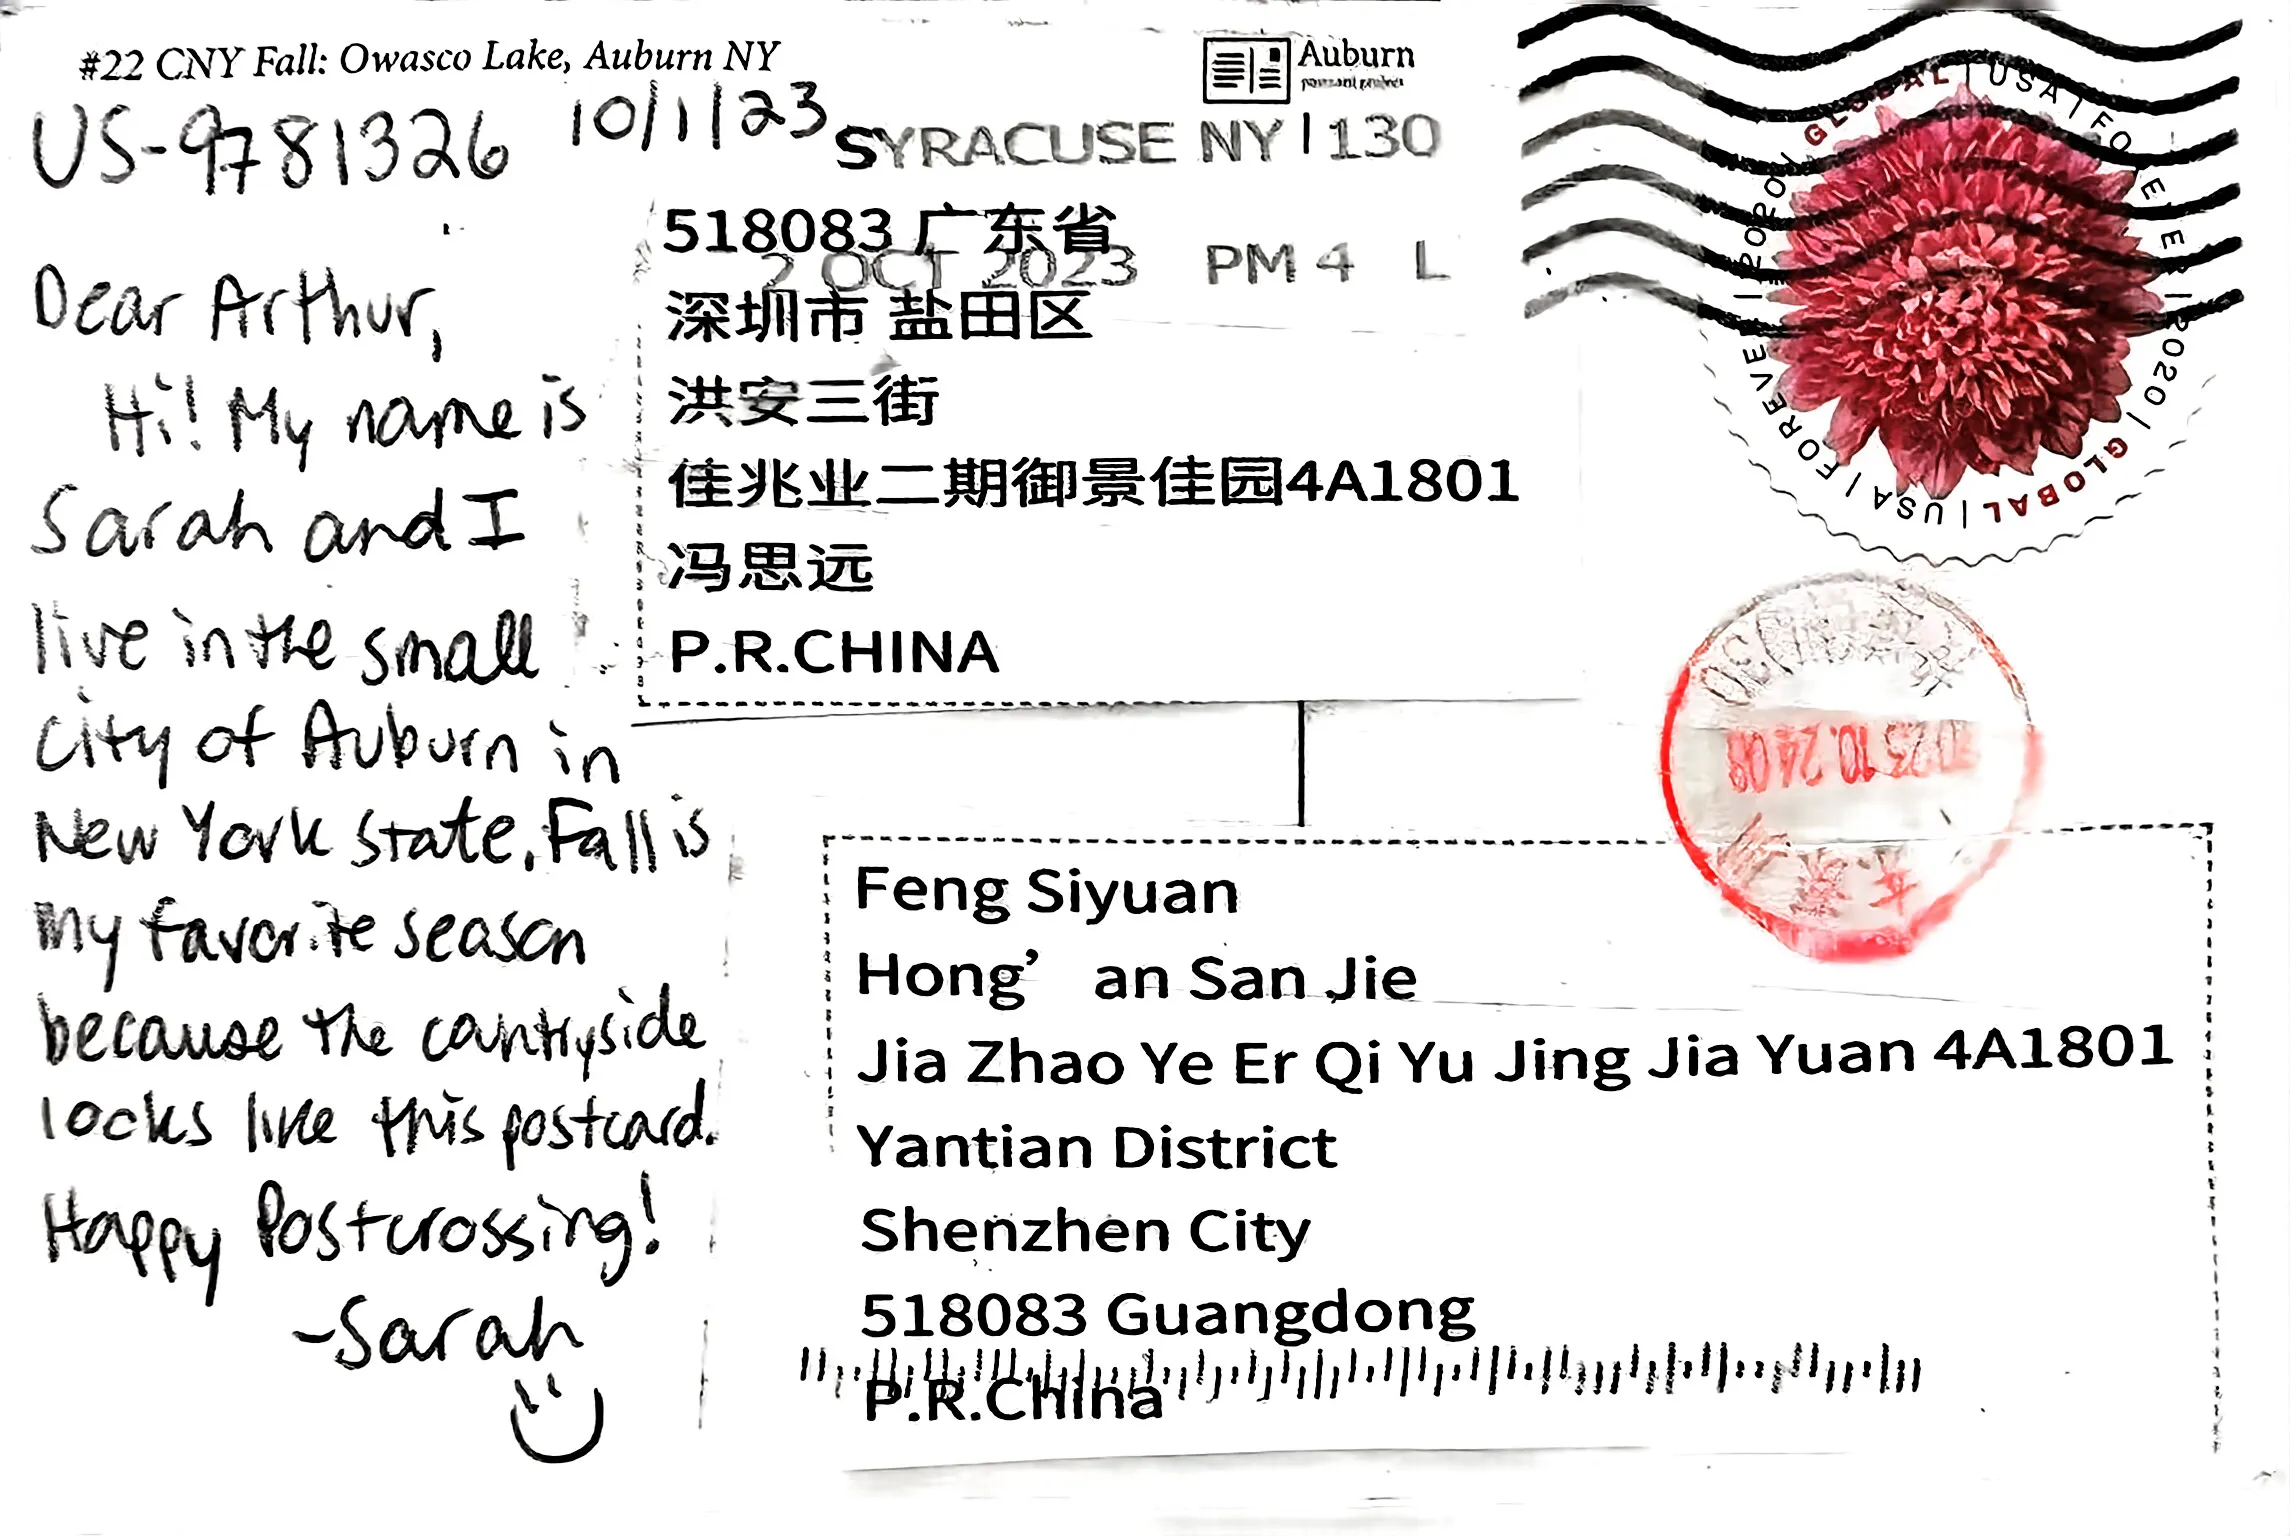 #22 CNY Fall: Owasco Lake, Auburn NY
US-9781326 10/1/23
Dear Arthur,
Hi! My name is
Sarah and I
live in the small
city of Auburn in
New York state. Fall is
my favorite season
because the countryside
looks like this postcard.
Happy Postcrossing!
-Sarah
Auburn
SYRACUSE NY 130
2 OCT 2023 PM 4 L
GLOBAL | USA | FOREVER | 2020 | GLOBAL | USA | FOREVER | 2020
518083 广东省
深圳市 盐田区
洪安三街
佳兆业二期御景佳园4A1801
冯思远
P.R.CHINA
Feng Siyuan
Hong’ an San Jie
Jia Zhao Ye Er Qi Yu Jing Jia Yuan 4A1801
Yantian District
Shenzhen City
518083 Guangdong
P.R.China